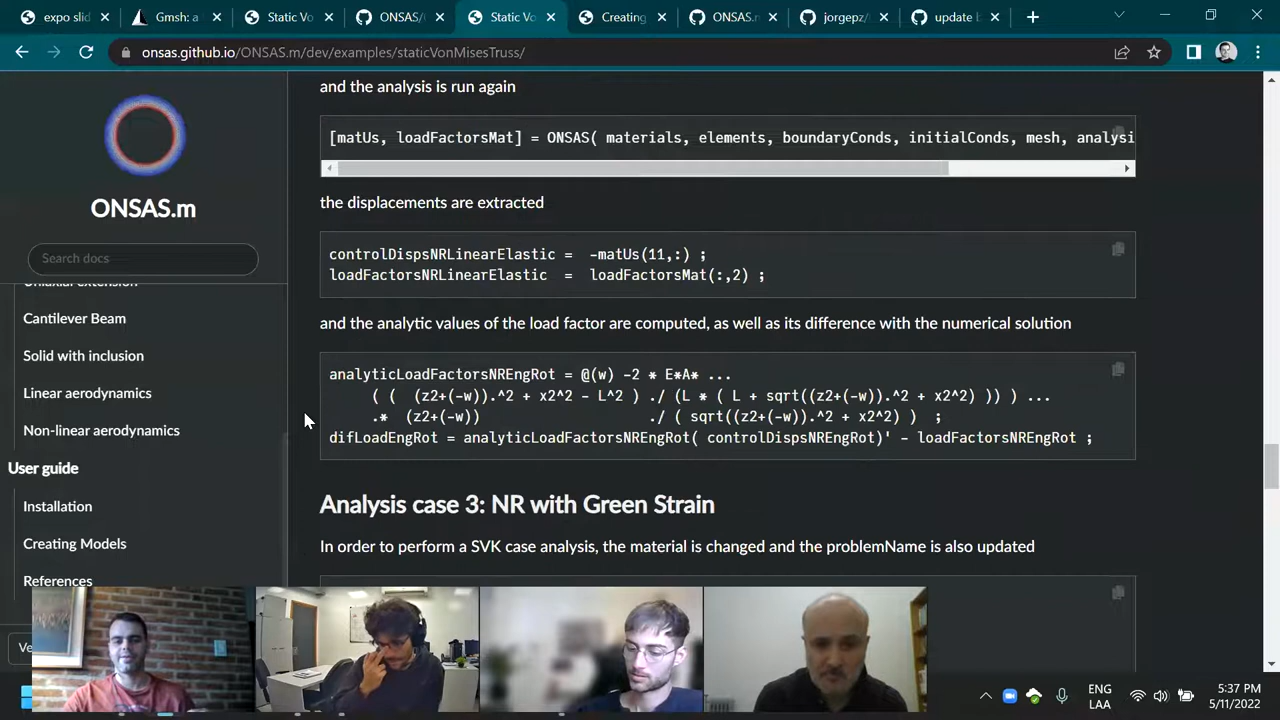 expo slid
Gmsh: a
Static Vo
ONSAS/(
Static Vo
Creating
ONSAS.n
jorgepz/
update b
onsas.github.io/ONSAS.m/dev/examples/staticVonMisesTruss/
ONSAS.m
Search docs
Uniaxial extension
Cantilever Beam
Solid with inclusion
Linear aerodynamics
Non-linear aerodynamics
User guide
Installation
Creating Models
References
Ve
and the analysis is run again
[matUs, loadFactorsMat] = ONSAS( materials, elements, boundaryConds, initialConds, mesh, analysi
the displacements are extracted
controlDispsNRLinearElastic = -matUs(11,:) ;
loadFactorsNRLinearElastic = loadFactorsMat(:,2) ;
and the analytic values of the load factor are computed, as well as its difference with the numerical solution
analyticLoadFactorsNREngRot = @(w) -2 * E*A* ...
( ( (z2+(-w)).^2 + x2^2 - L^2 ) ./ (L * ( L + sqrt((z2+(-w)).^2 + x2^2) )) ) ...
.* (z2+(-w)) ./ ( sqrt((z2+(-w)).^2 + x2^2) ) ;
difLoadEngRot = analyticLoadFactorsNREngRot( controlDispsNREngRot)' - loadFactorsNREngRot ;
Analysis case 3: NR with Green Strain
In order to perform a SVK case analysis, the material is changed and the problemName is also updated
ENG
LAA
5:37 PM
5/11/2022